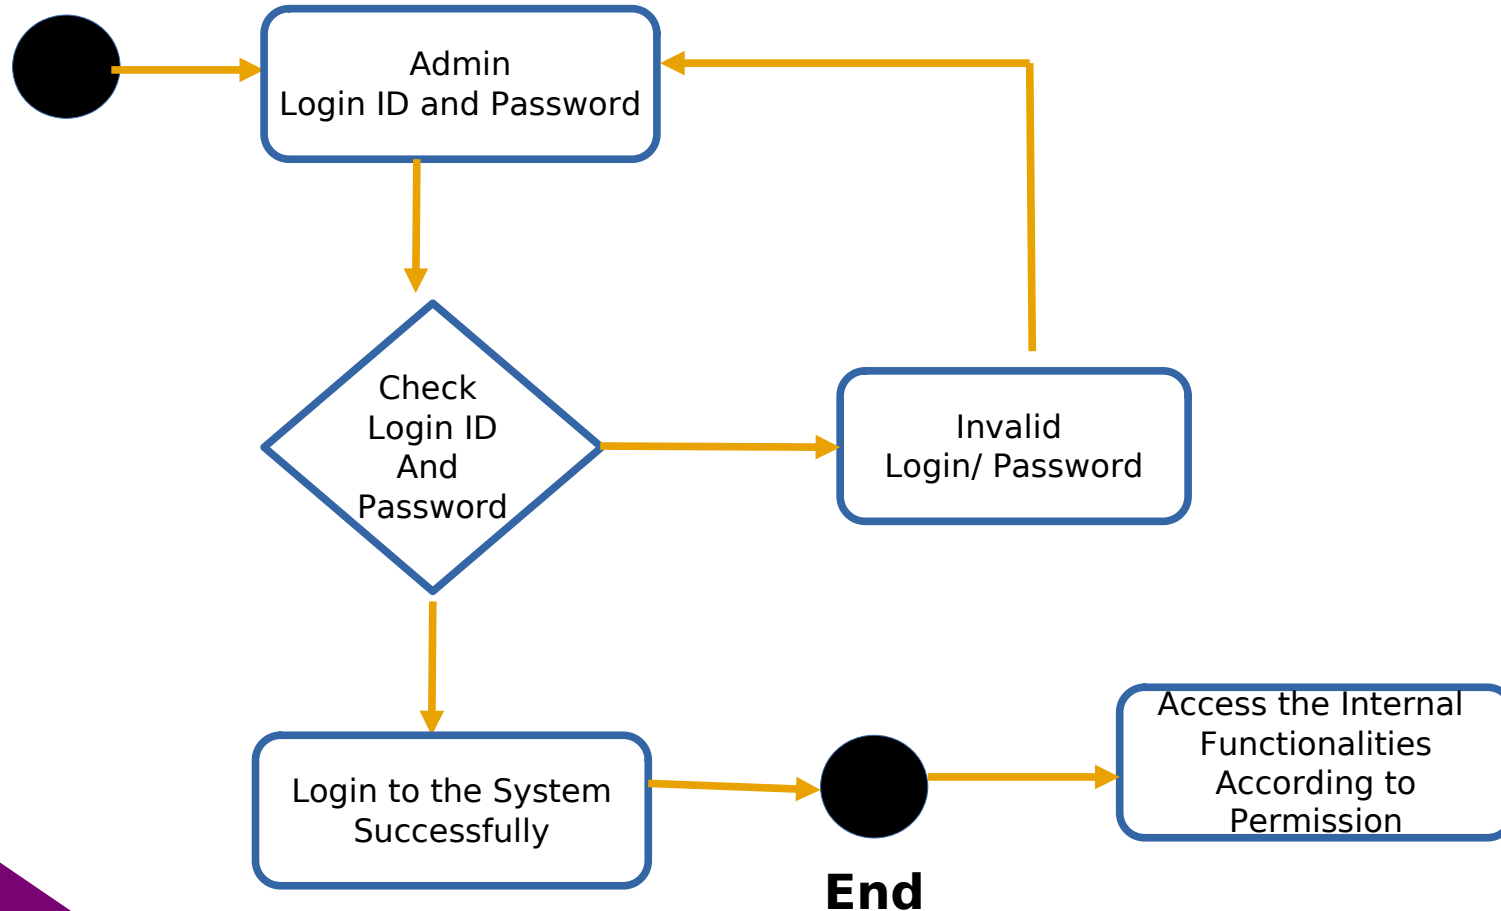 Admin
Login ID and Password
Check
Login ID
And
Password
Invalid
Login/ Password
Login to the System
Successfully
End
Access the Internal
Functionalities
According to
Permission